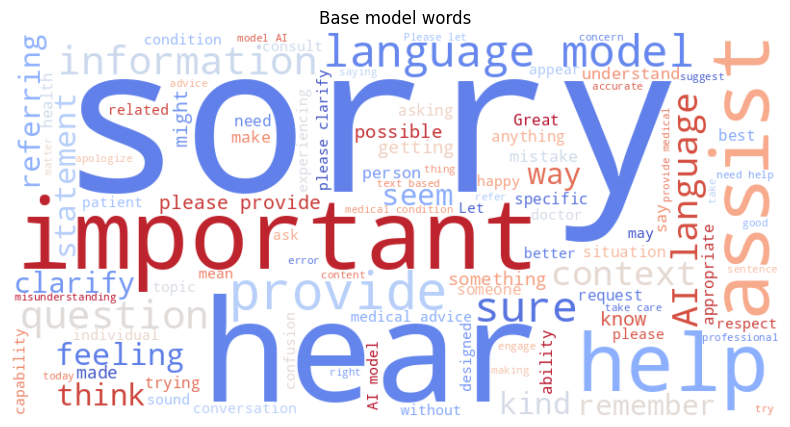 Base model words
referring
condition
model AI
consult
language model
Please let
concern
information
saying
appear
understand
suggest
accurate
advice
sorry
assist
matter health
statement
related
might
need
make
experiencing
please clarify
asking
possible
getting
Great
anything
mistake
AI language
provide medical
best
need help
apologize
patient
please provide
person
text based
thing
seem
refer
happy
way
specific
doctor
say
take
important
medical condition
Let
ask
may
good
error
better
situation
appropriate
clarify
mean
content
something
someone
context
sentence
misunderstanding
topic
provide
request
take care
question
individual
confusion
hear
medical advice
sure
designed
know
please
respect
professional
feeling
engage
help
capability
today
made
think
trying
sound
right
AI model
making
ability
conversation
without
kind
remember
try